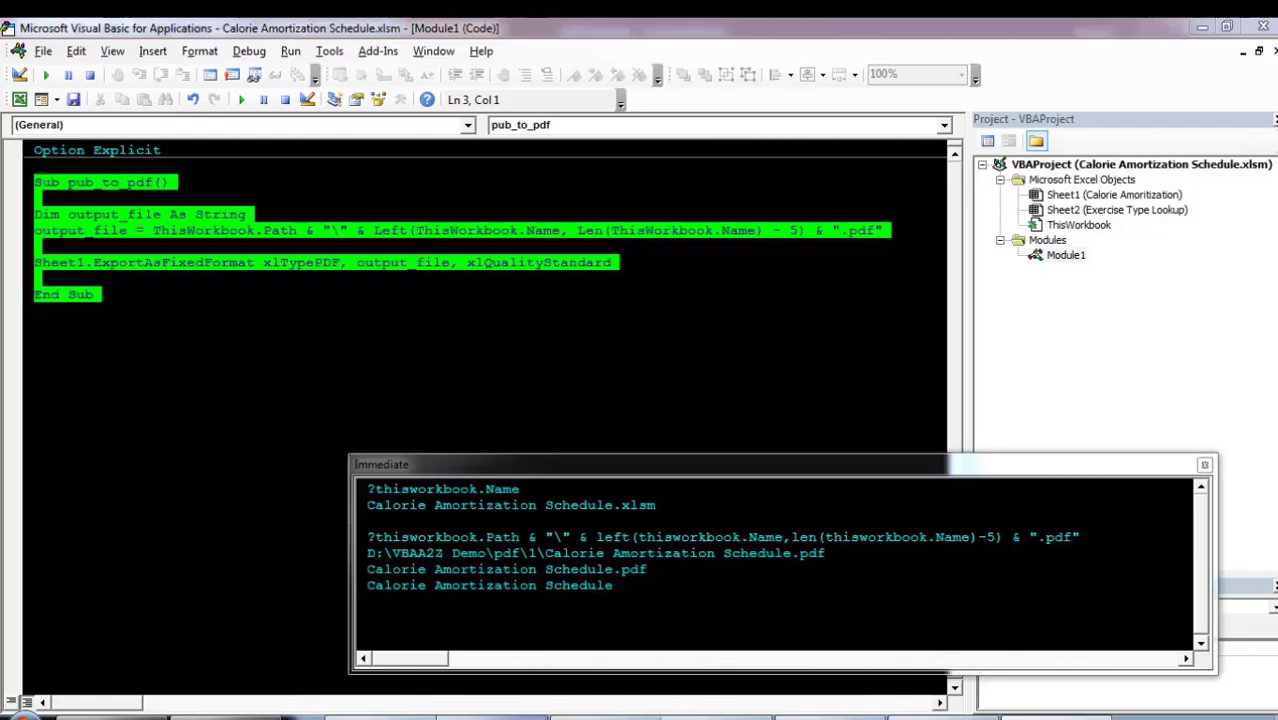 Microsoft Visual Basic for Applications - Calorie Amortization Schedule.xlsm - [Module1 (Code)]
File Edit View Insert Format Debug Run Tools Add-Ins Window Help
100%
Ln 3, Col 1
(General) pub_to_pdf
Option Explicit
Sub pub_to_pdf()
Dim output_file As String
output_file = ThisWorkbook.Path & "\" & Left(ThisWorkbook.Name, Len(ThisWorkbook.Name) - 5) & ".pdf"
Sheet1.ExportAsFixedFormat xlTypePDF, output_file, xlQualityStandard
End Sub
Project - VBAProject
VBAProject (Calorie Amortization Schedule.xlsm)
Microsoft Excel Objects
Sheet1 (Calorie Amoritization)
Sheet2 (Exercise Type Lookup)
ThisWorkbook
Modules
Module1
Immediate
?thisworkbook.Name
Calorie Amortization Schedule.xlsm
?thisworkbook.Path & "\" & left(thisworkbook.Name,len(thisworkbook.Name)-5) & ".pdf"
D:\VBAA2Z Demo\pdf\1\Calorie Amortization Schedule.pdf
Calorie Amortization Schedule.pdf
Calorie Amortization Schedule